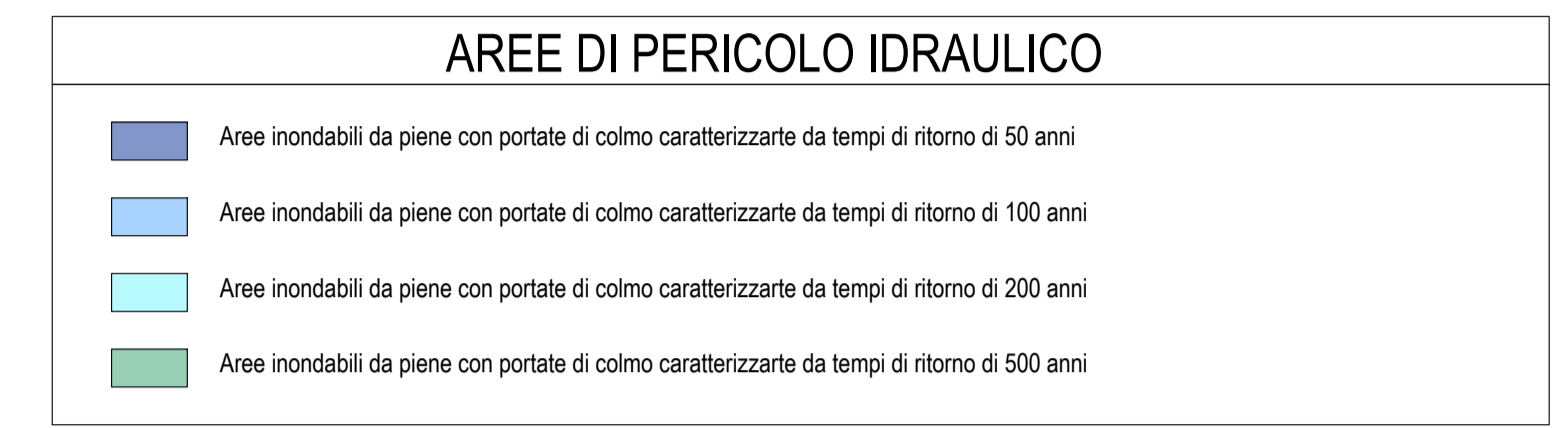 AREE DI PERICOLO IDRAULICO
Aree inondabili da piene con portate di colmo caratterizzarte da tempi di ritorno di 50 anni
Aree inondabili da piene con portate di colmo caratterizzarte da tempi di ritorno di 100 anni
Aree inondabili da piene con portate di colmo caratterizzarte da tempi di ritorno di 200 anni
Aree inondabili da piene con portate di colmo caratterizzarte da tempi di ritorno di 500 anni